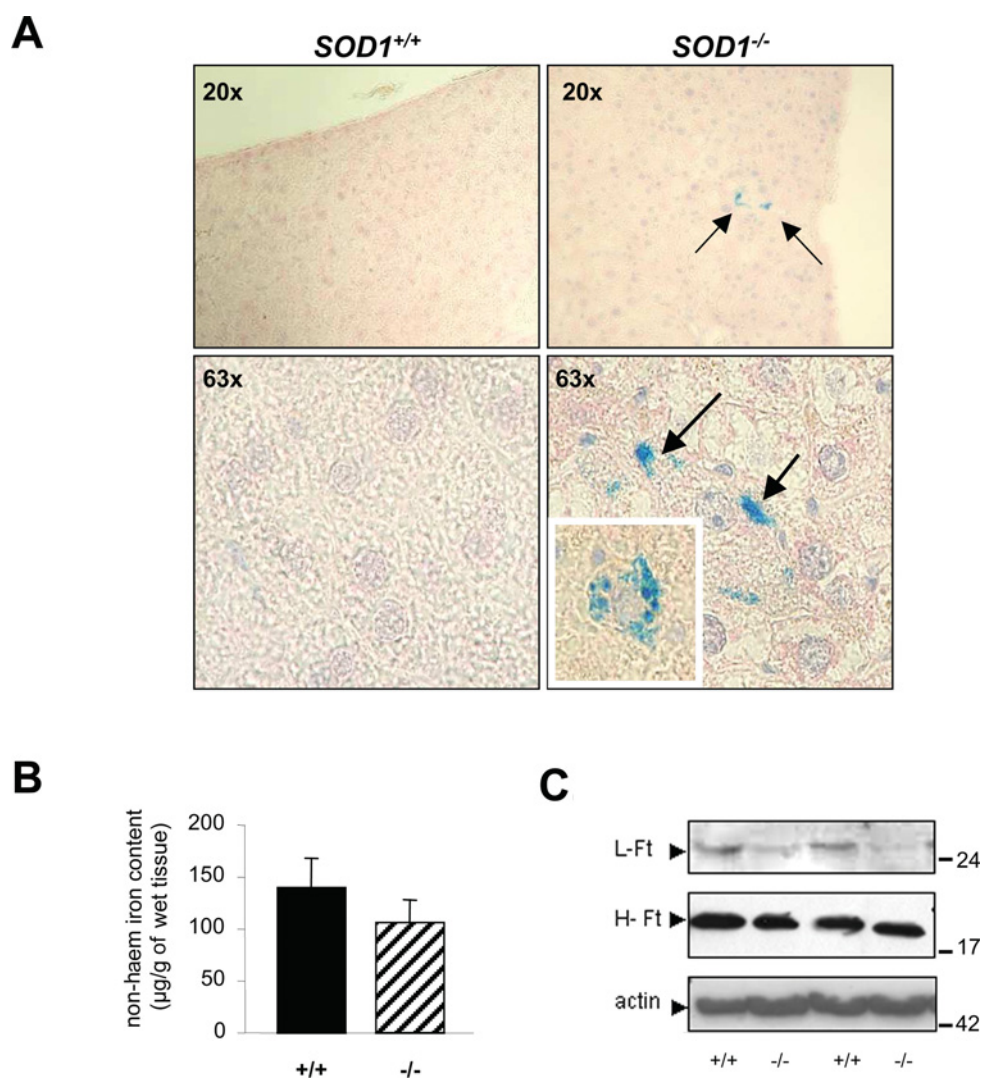 A
SOD1+/+ SOD1-/-
20x 20x
63x 63x
B
non-haem iron content
(µg/g of wet tissue)
200
150
100
50
0
+/+ -/-
C
L-Ft 24
H- Ft 17
actin 42
+/+ -/- +/+ -/-